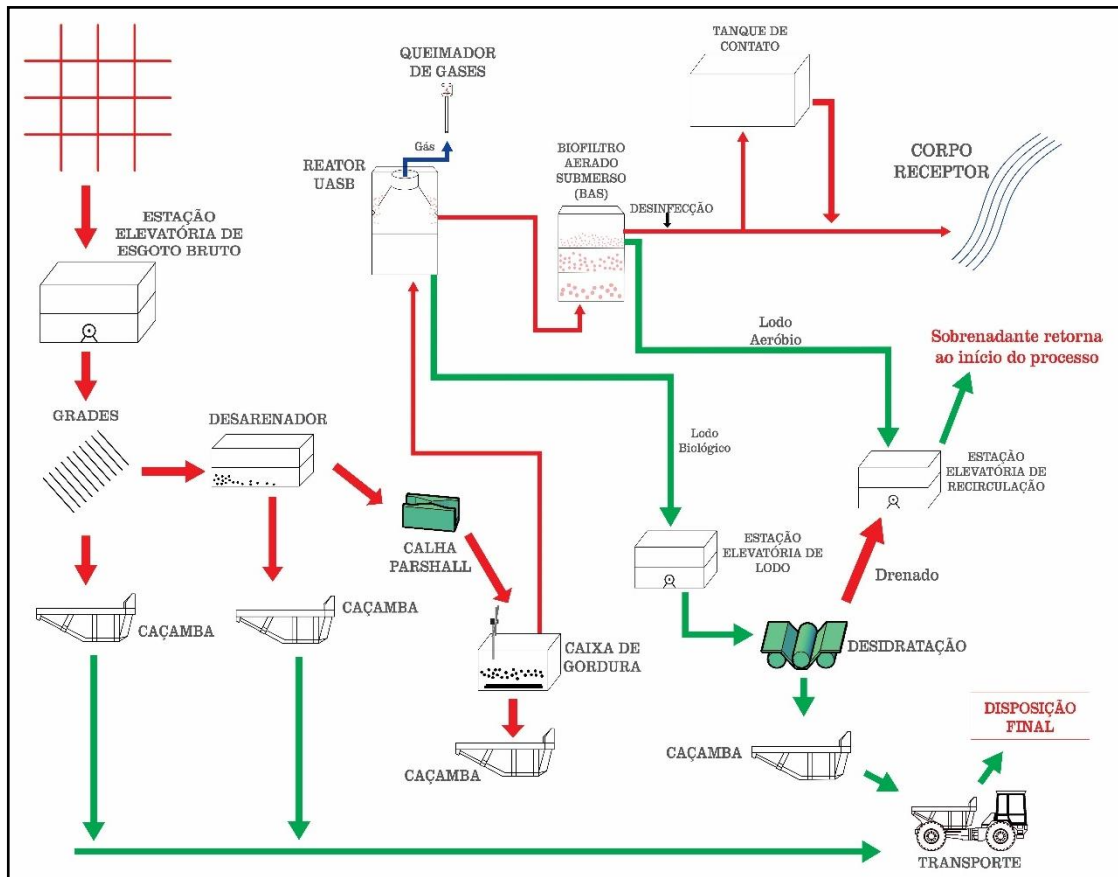 QUEIMADOR
DE GASES
TANQUE DE
CONTATO
Gás
REATOR
UASB
BIOFILTRO
AERADO
SUBMERSO
(BAS)
DESINFECÇÃO
CORPO
RECEPTOR
ESTAÇÃO
ELEVATÓRIA DE
ESGOTO BRUTO
Lodo
Aeróbio
Sobrenadante retorna
ao início do processo
GRADES
DESARENADOR
Lodo
Biológico
ESTAÇÃO
ELEVATÓRIA DE
RECIRCULAÇÃO
CALHA
PARSHALL
ESTAÇÃO
ELEVATÓRIA DE
LODO
Drenado
CAÇAMBA
CAÇAMBA
CAIXA DE
GORDURA
DESIDRATAÇÃO
CAÇAMBA
CAÇAMBA
DISPOSIÇÃO
FINAL
TRANSPORTE